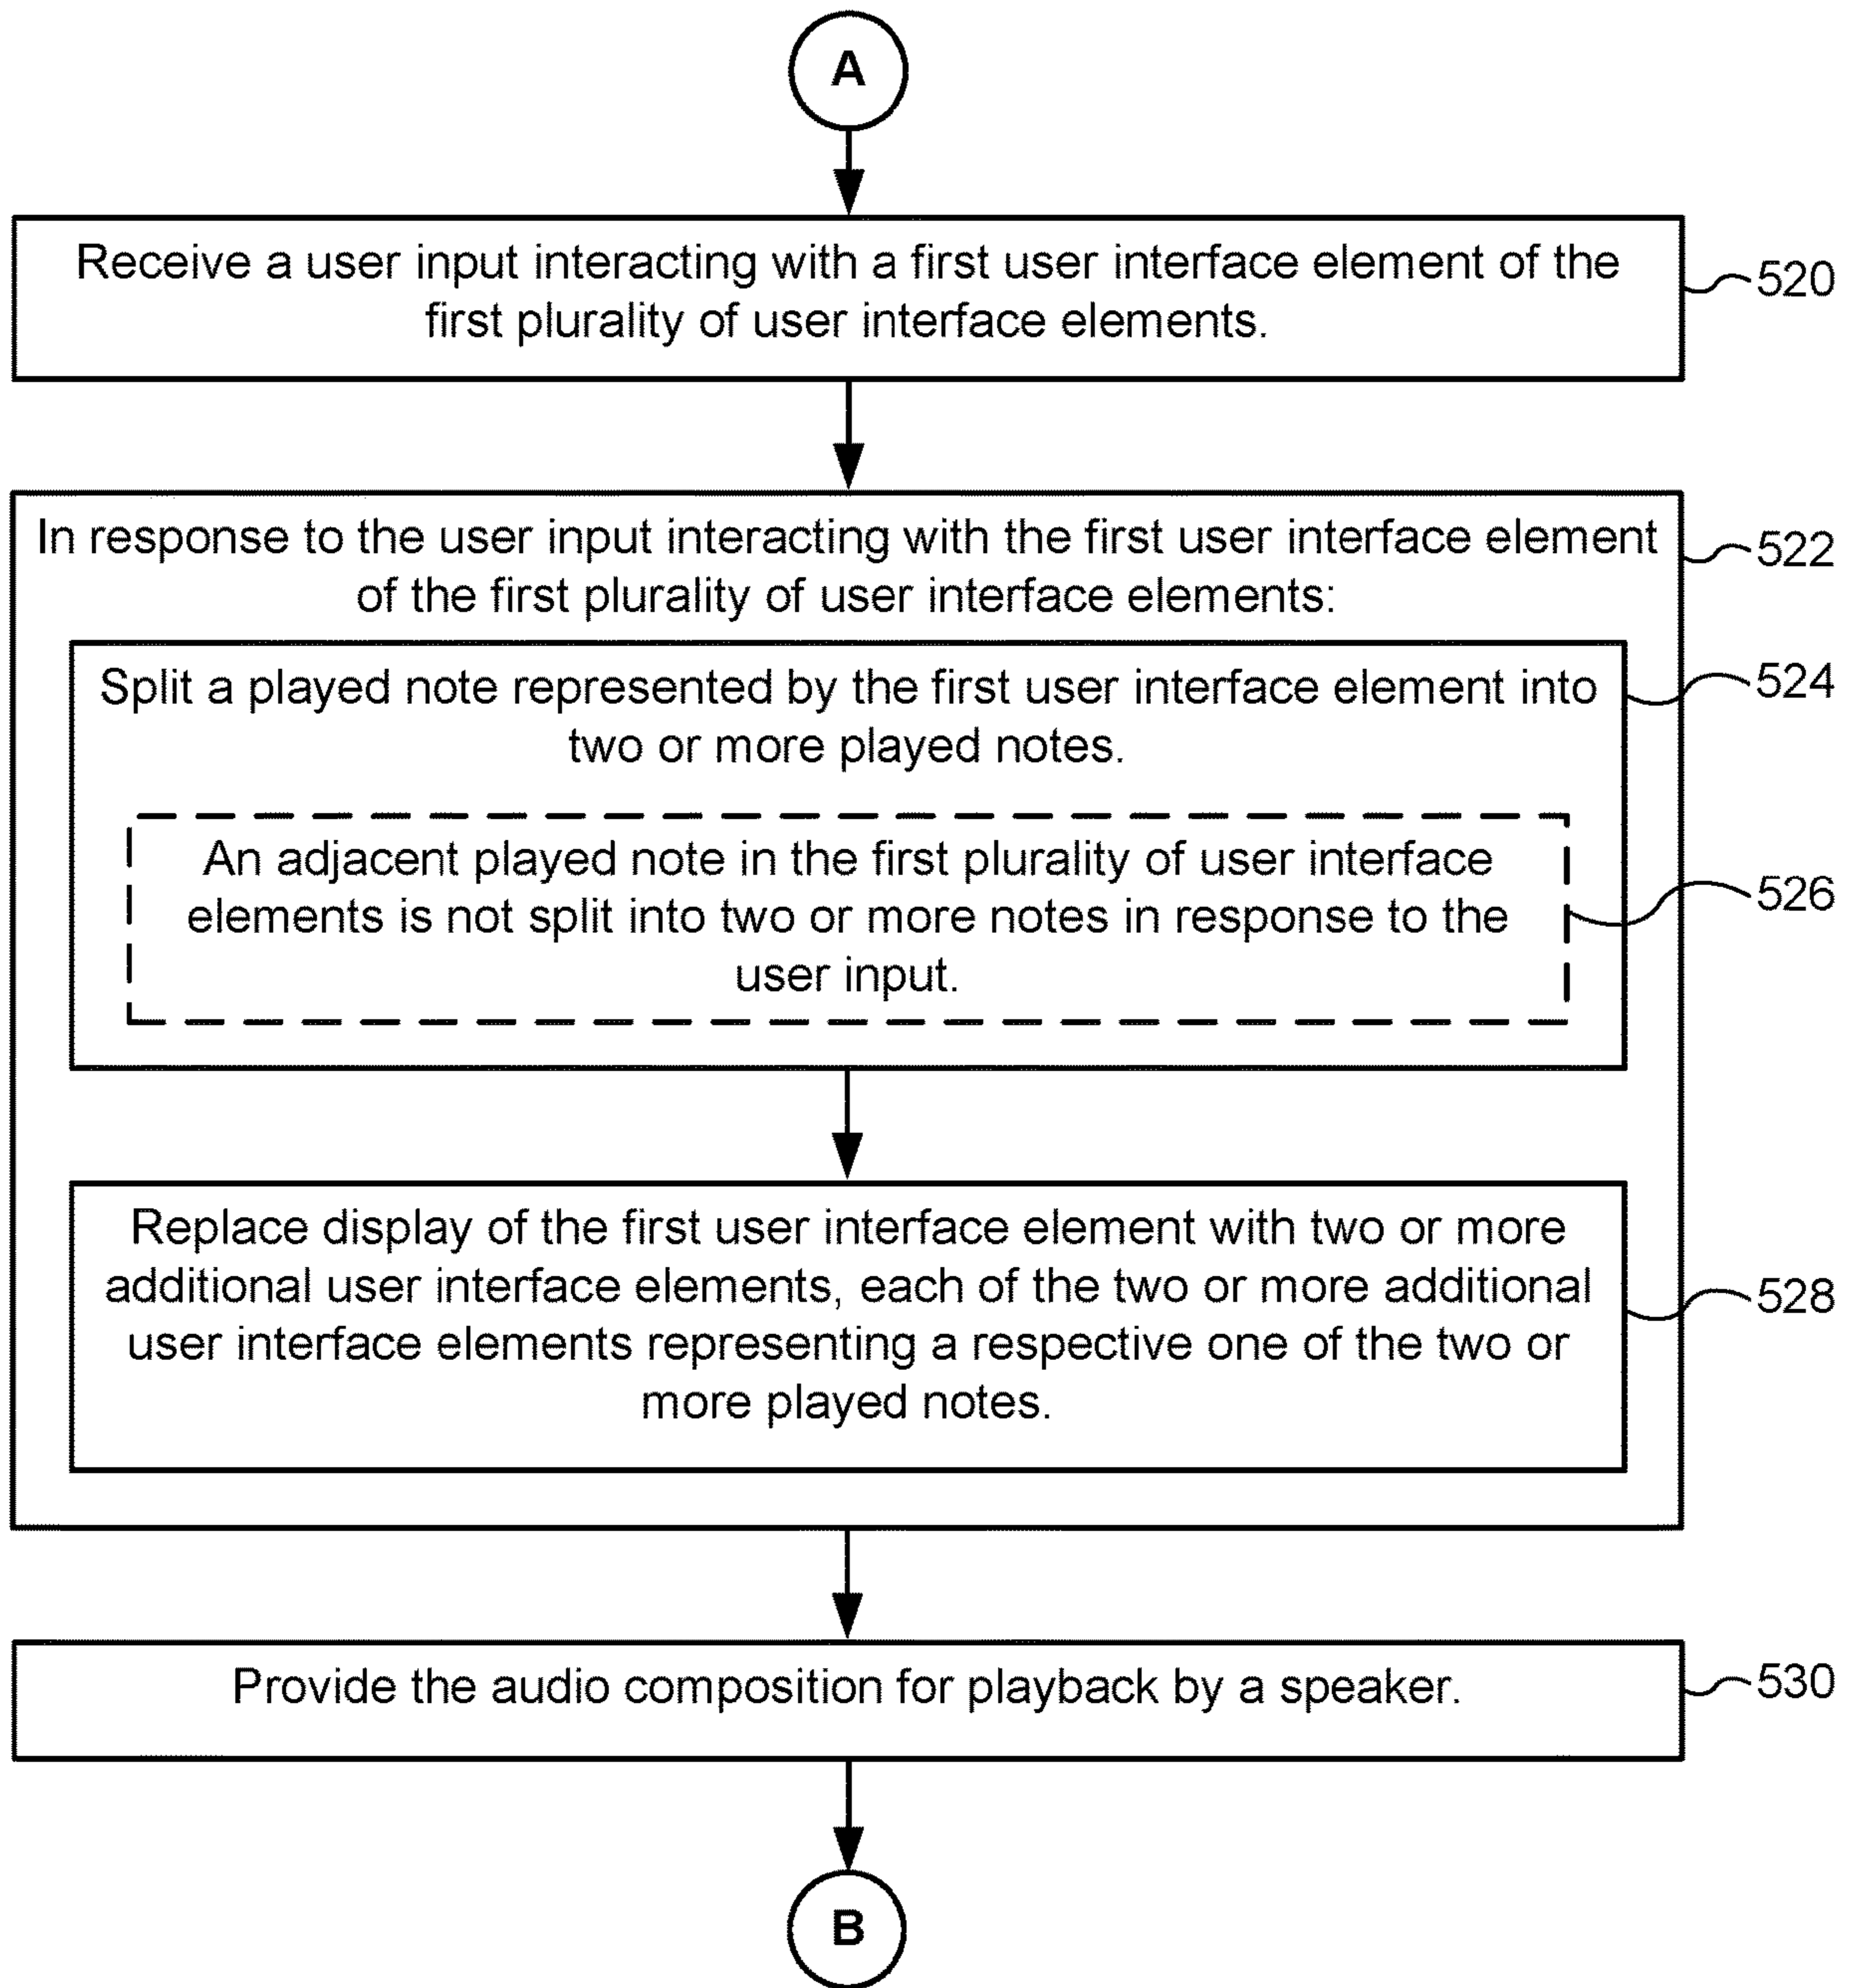 A
Receive a user input interacting with a first user interface element of the
first plurality of user interface elements.
520
In response to the user input interacting with the first user interface element
of the first plurality of user interface elements:
522
Split a played note represented by the first user interface element into
two or more played notes.
524
An adjacent played note in the first plurality of user interface
elements is not split into two or more notes in response to the
user input.
526
Replace display of the first user interface element with two or more
additional user interface elements, each of the two or more additional
user interface elements representing a respective one of the two or
more played notes.
528
Provide the audio composition for playback by a speaker.
530
B